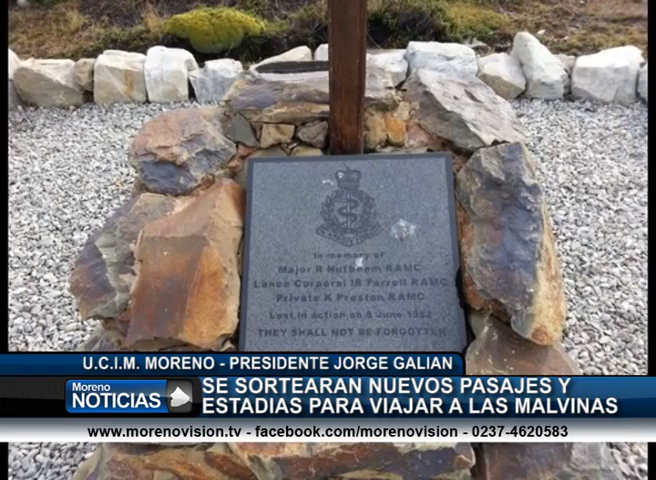 In memory of
Major R Nutbeem RAMC
Lance Corporal IR Farrell RAMC
Private K Preston RAMC
Lost in action on 8 June 1982
THEY SHALL NOT BE FORGOTTEN
U.C.I.M. MORENO - PRESIDENTE JORGE GALIAN
Moreno
NOTICIAS
SE SORTEARAN NUEVOS PASAJES Y
ESTADIAS PARA VIAJAR A LAS MALVINAS
www.morenovision.tv - facebook.com/morenovision - 0237-4620583